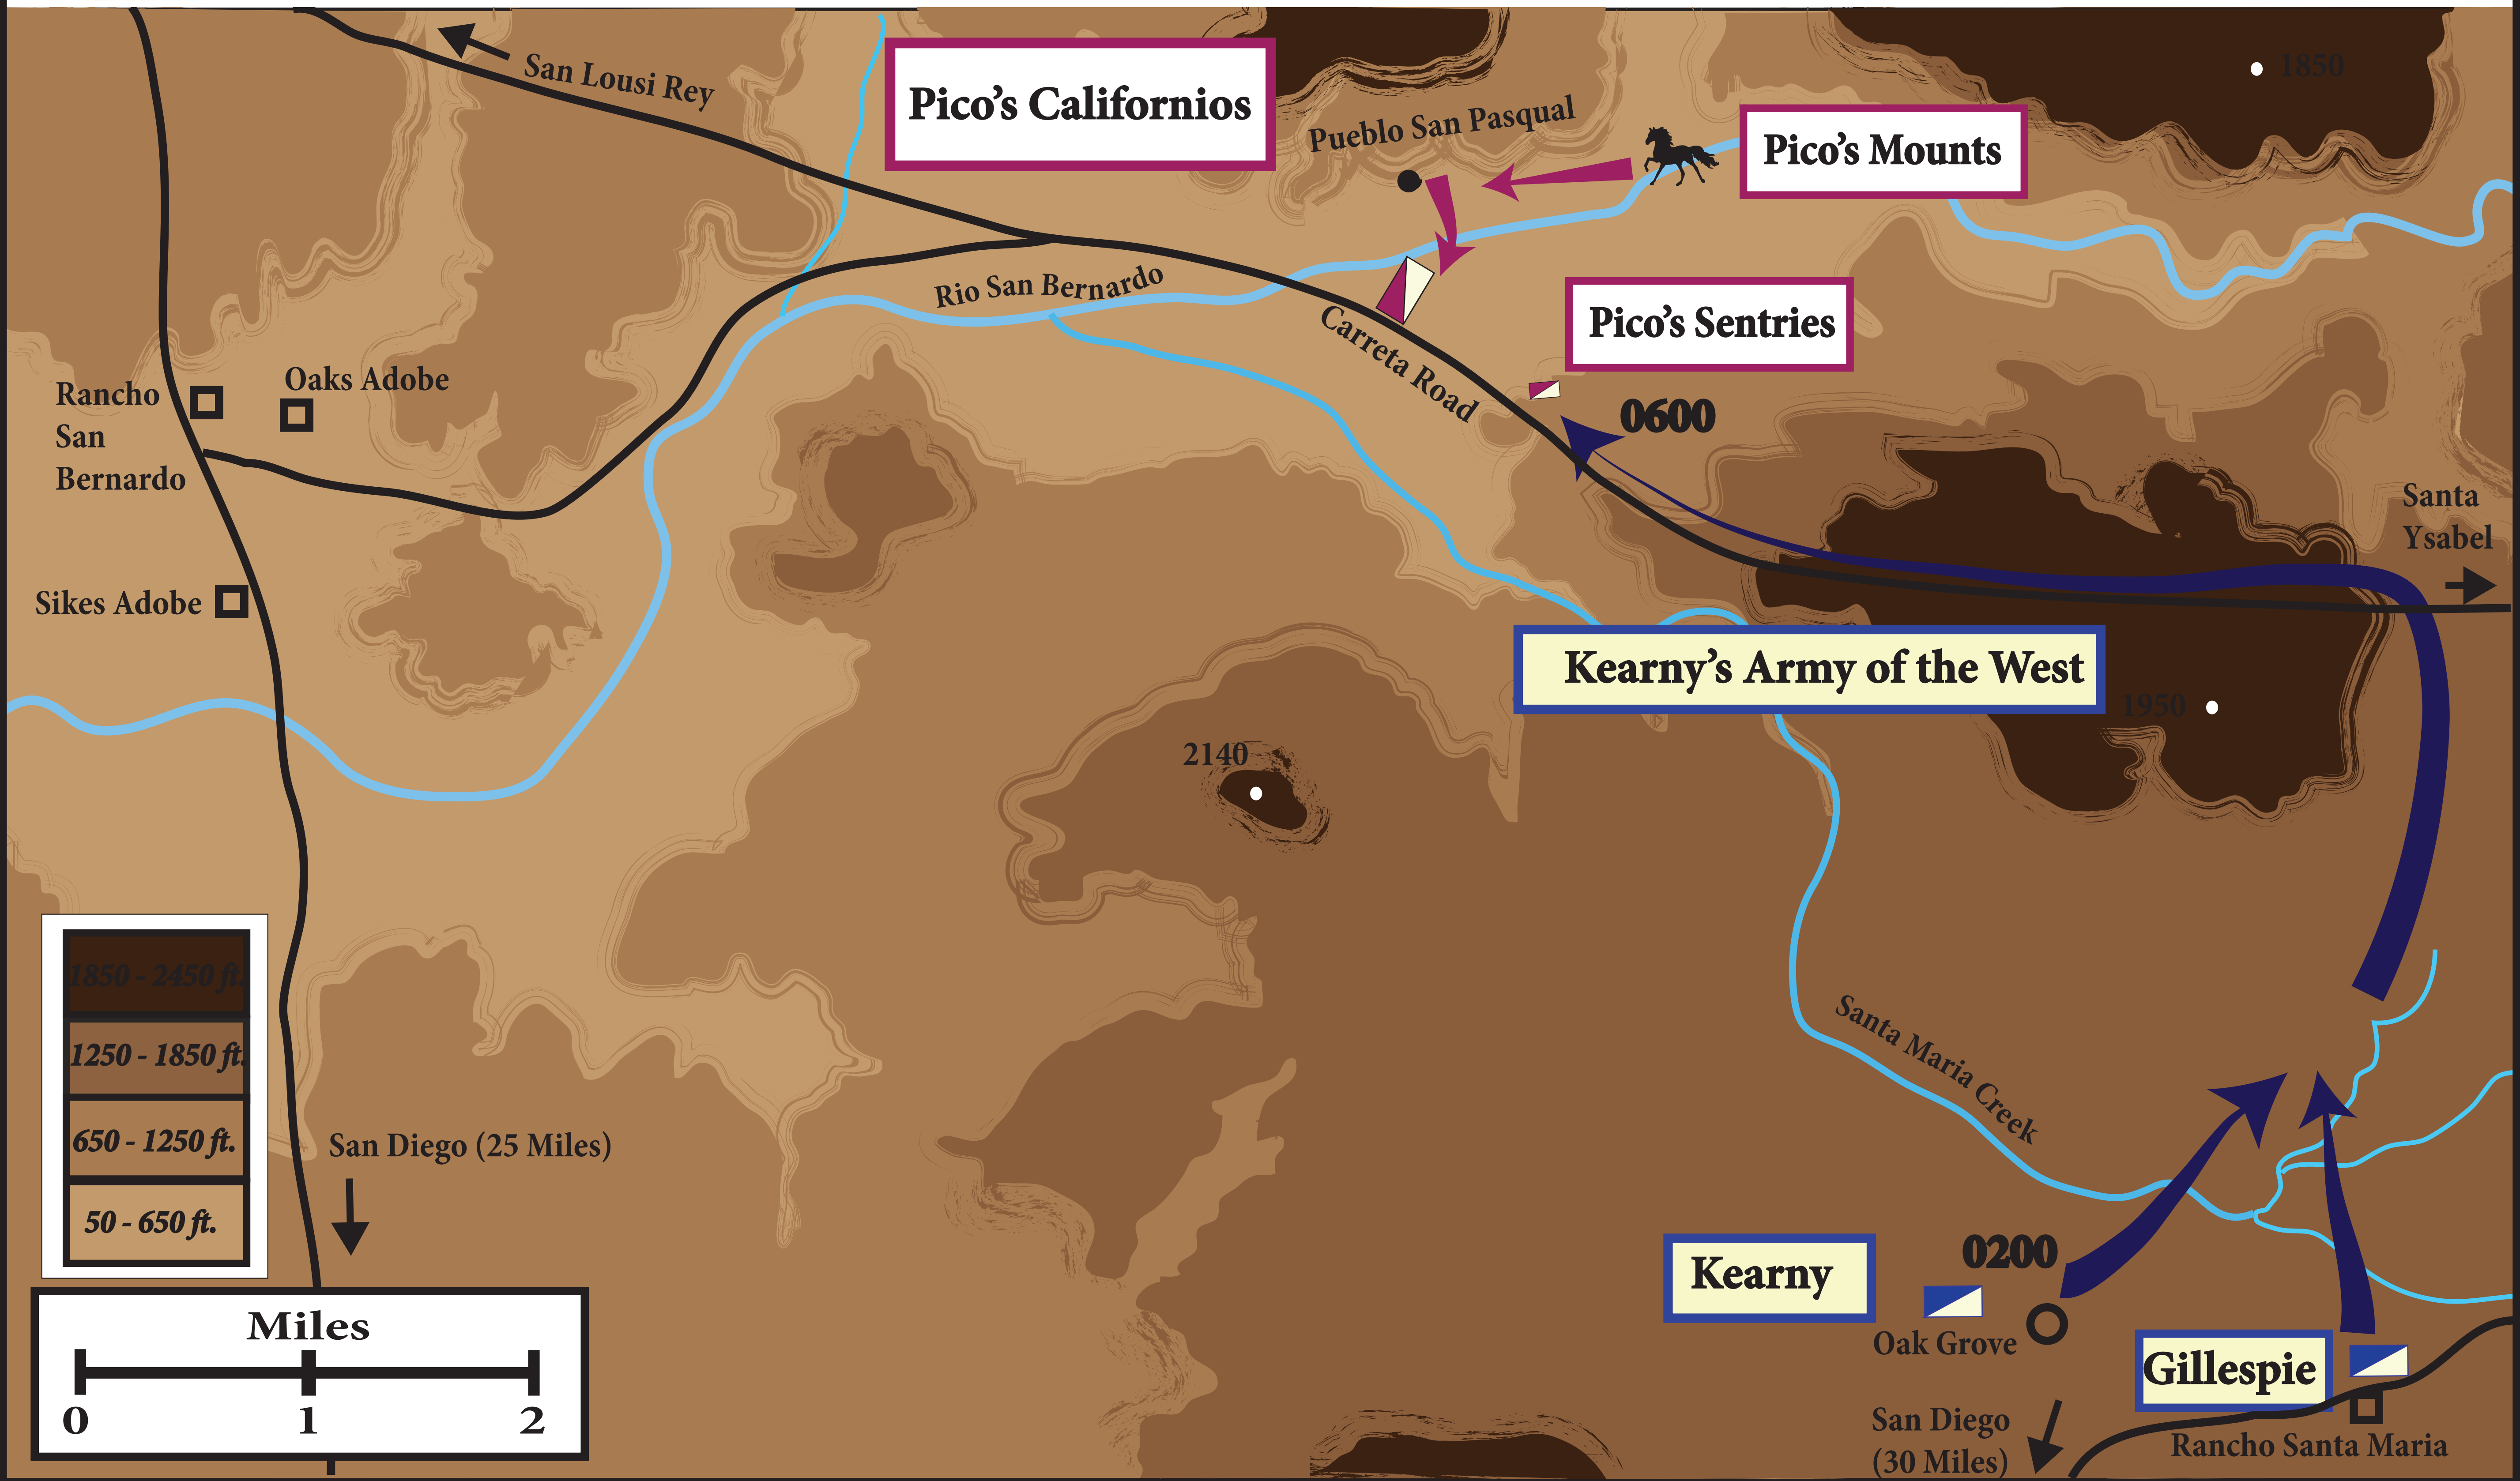 San Lousi Rey
Pico's Californios
Pueblo San Pasqual
Pico's Mounts
1850
Rio San Bernardo
Carreta Road
Pico's Sentries
0600
Rancho
San
Bernardo
Oaks Adobe
Sikes Adobe
Santa
Ysabel
Kearny's Army of the West
1950
2140
1850 - 2450 ft.
1250 - 1850 ft.
650 - 1250 ft.
50 - 650 ft.
San Diego (25 Miles)
Santa Maria Creek
Miles
0 1 2
Kearny
0200
Oak Grove
Gillespie
San Diego
(30 Miles)
Rancho Santa Maria